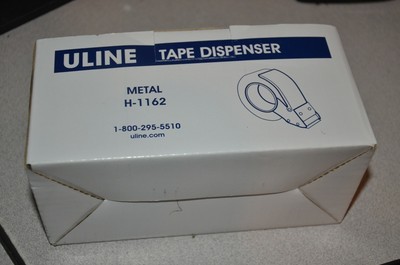 ULINE TAPE DISPENSER
METAL
H-1162
1-800-295-5510
uline.com